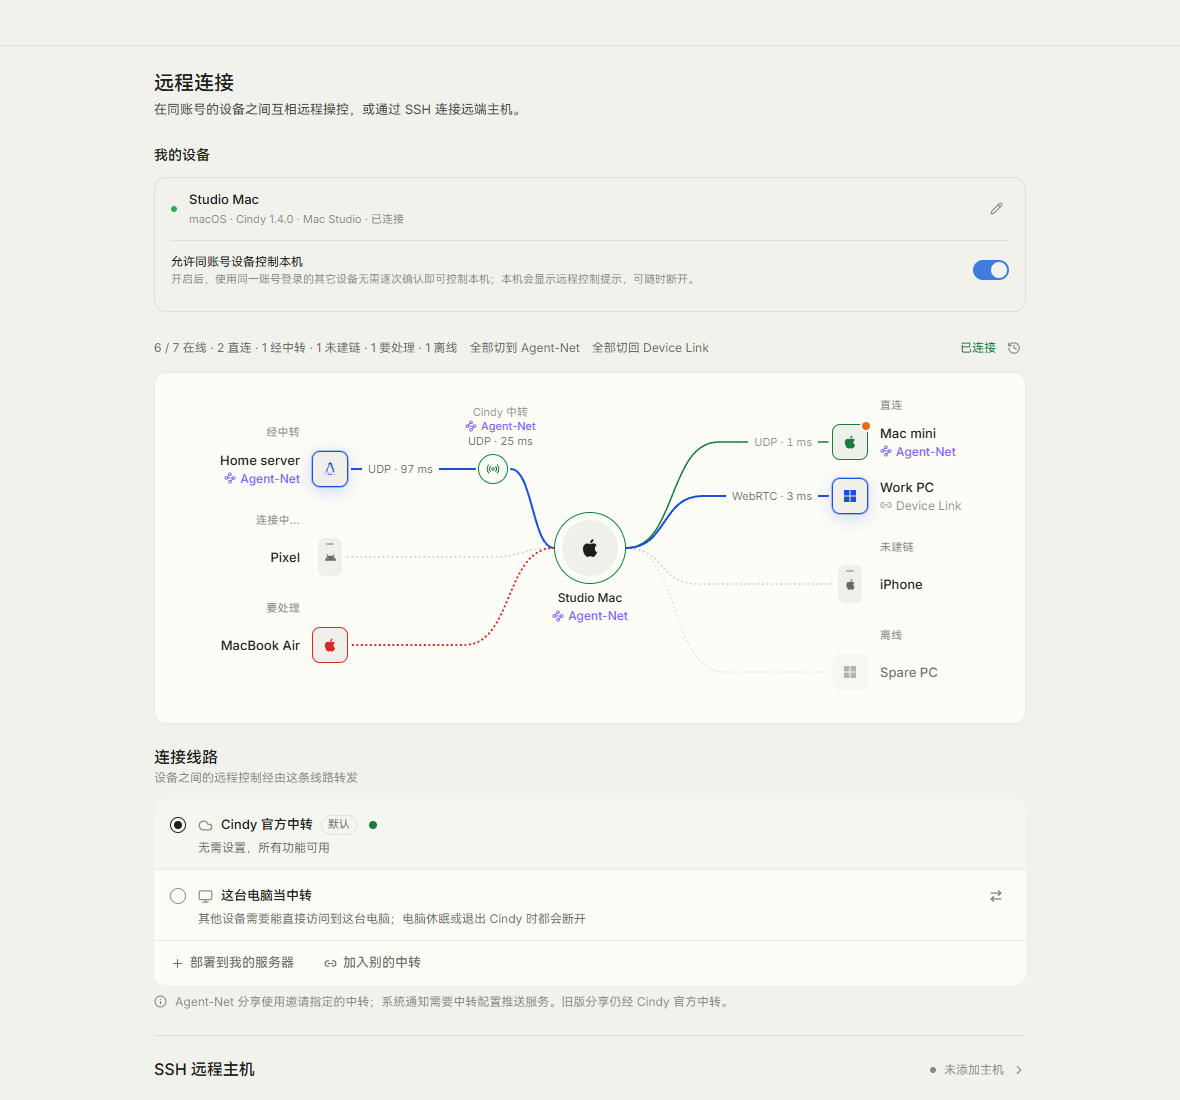 远程连接
在同账号的设备之间互相远程操控，或通过 SSH 连接远端主机。
我的设备
Studio Mac
macOS · Cindy 1.4.0 · Mac Studio · 已连接
允许同账号设备控制本机
开启后，使用同一账号登录的其它设备无需逐次确认即可控制本机；本机会显示远程控制提示，可随时断开。
6 / 7 在线 · 2 直连 · 1 经中转 · 1 未建链 · 1 要处理 · 1 离线 全部切到 Agent-Net 全部切回 Device Link
已连接
经中转
Home server
Agent-Net
UDP · 97 ms
Cindy 中转
Agent-Net
UDP · 25 ms
连接中...
Pixel
要处理
MacBook Air
Studio Mac
Agent-Net
直连
UDP · 1 ms
Mac mini
Agent-Net
WebRTC · 3 ms
Work PC
Device Link
未建链
iPhone
离线
Spare PC
连接线路
设备之间的远程控制经由这条线路转发
Cindy 官方中转 默认
无需设置，所有功能可用
这台电脑当中转
其他设备需要能直接访问到这台电脑；电脑休眠或退出 Cindy 时都会断开
部署到我的服务器 加入别的中转
Agent-Net 分享使用邀请指定的中转；系统通知需要中转配置推送服务。旧版分享仍经 Cindy 官方中转。
SSH 远程主机
未添加主机